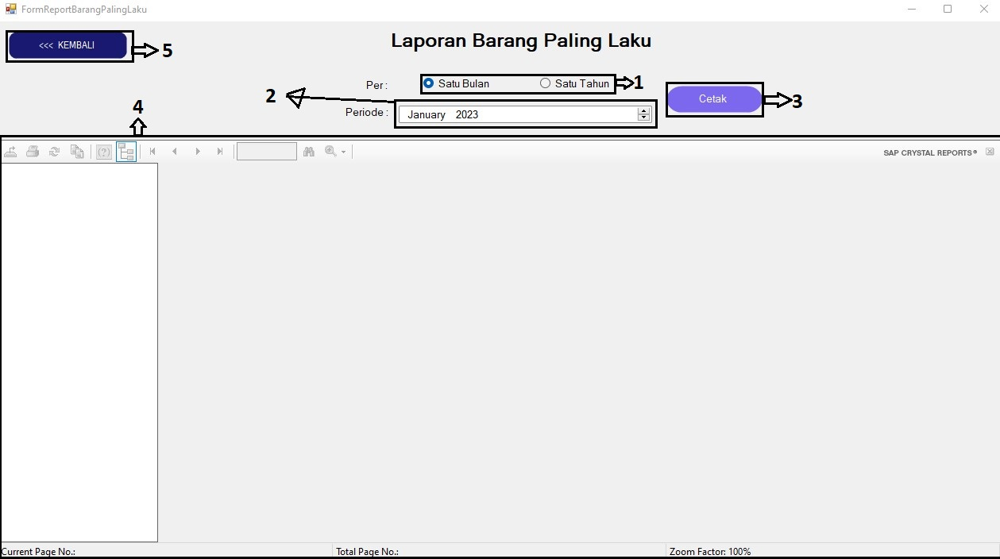 FormReportBarangPalingLaku
<<< KEMBALI
5
Laporan Barang Paling Laku
Per :
Satu Bulan
Satu Tahun
1
2
Periode :
January 2023
Cetak
3
4
SAP CRYSTAL REPORTS®
Current Page No.:
Total Page No.:
Zoom Factor: 100%